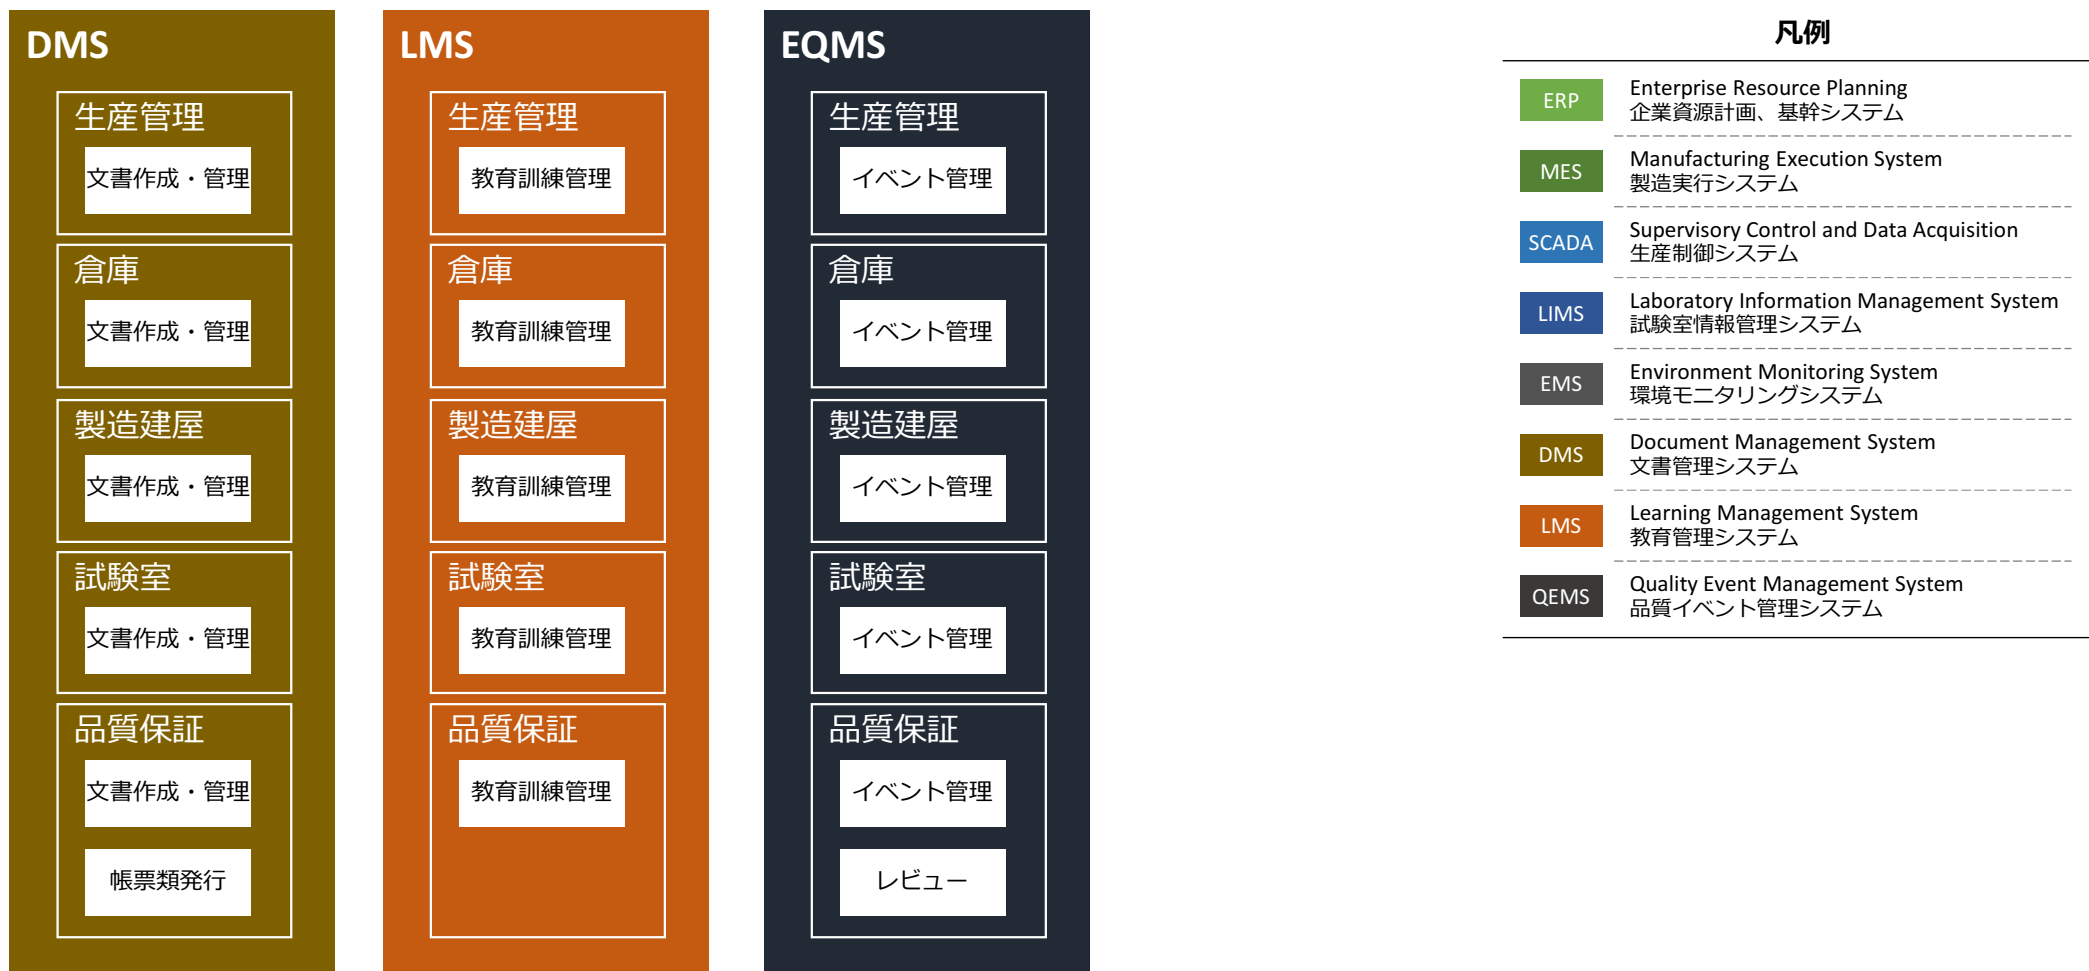 DMS
生産管理
文書作成・管理
倉庫
文書作成・管理
製造建屋
文書作成・管理
試験室
文書作成・管理
品質保証
文書作成・管理
帳票類発行
LMS
生産管理
教育訓練管理
倉庫
教育訓練管理
製造建屋
教育訓練管理
試験室
教育訓練管理
品質保証
教育訓練管理
EQMS
生産管理
イベント管理
倉庫
イベント管理
製造建屋
イベント管理
試験室
イベント管理
品質保証
イベント管理
レビュー
凡例
ERP
Enterprise Resource Planning
企業資源計画、基幹システム
MES
Manufacturing Execution System
製造実行システム
SCADA
Supervisory Control and Data Acquisition
生産制御システム
LIMS
Laboratory Information Management System
試験室情報管理システム
EMS
Environment Monitoring System
環境モニタリングシステム
DMS
Document Management System
文書管理システム
LMS
Learning Management System
教育管理システム
QEMS
Quality Event Management System
品質イベント管理システム